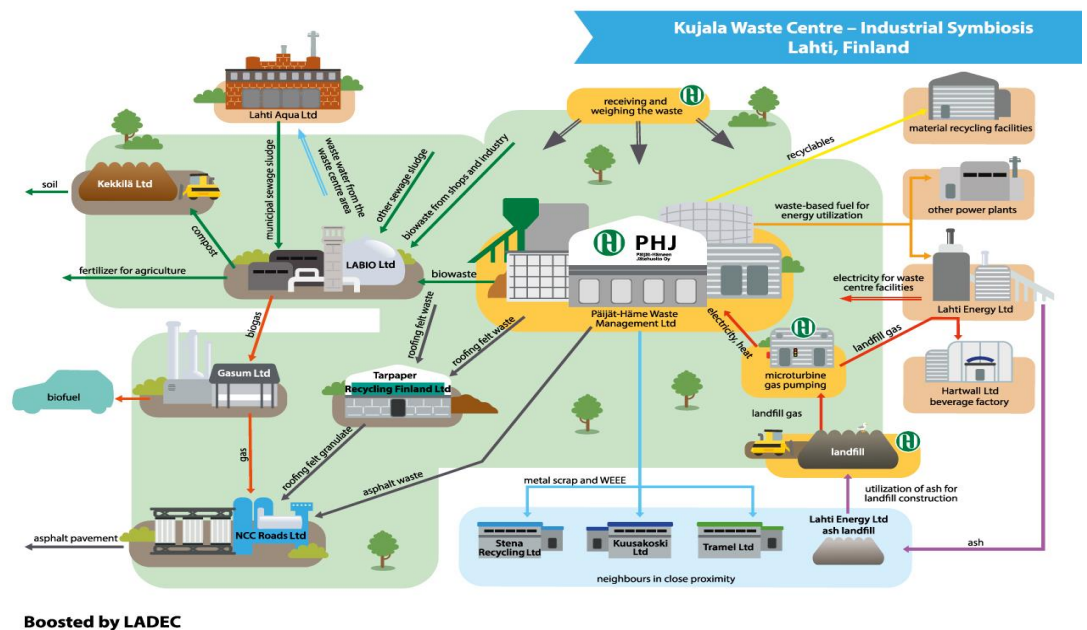 Kujala Waste Centre – Industrial Symbiosis
Lahti, Finland
receiving and
weighing the waste
Lahti Aqua Ltd
material recycling facilities
recyclables
waste water from the
waste centre area
other sewage sludge
biowaste from shops and industry
municipal sewage sludge
soil
Kekkilä Ltd
compost
waste-based fuel for
energy utilization
other power plants
PHJ
Päijät-Hämeen
Jätehuolto Oy
LABIO Ltd
biowaste
fertilizer for agriculture
electricity for waste
centre facilities
Lahti Energy Ltd
Päijät-Häme Waste
Management Ltd
electricity, heat
landfill gas
biogas
roofing felt waste
roofing felt waste
microturbine
gas pumping
Hartwall Ltd
beverage factory
Gasum Ltd
Tarpaper
Recycling Finland Ltd
biofuel
landfill gas
landfill
gas
roofing felt granulate
asphalt waste
utilization of ash for
landfill construction
metal scrap and WEEE
NCC Roads Ltd
asphalt pavement
Stena
Recycling Ltd
Kuusakoski
Ltd
Tramel Ltd
Lahti Energy Ltd
ash landfill
ash
neighbours in close proximity
Boosted by LADEC